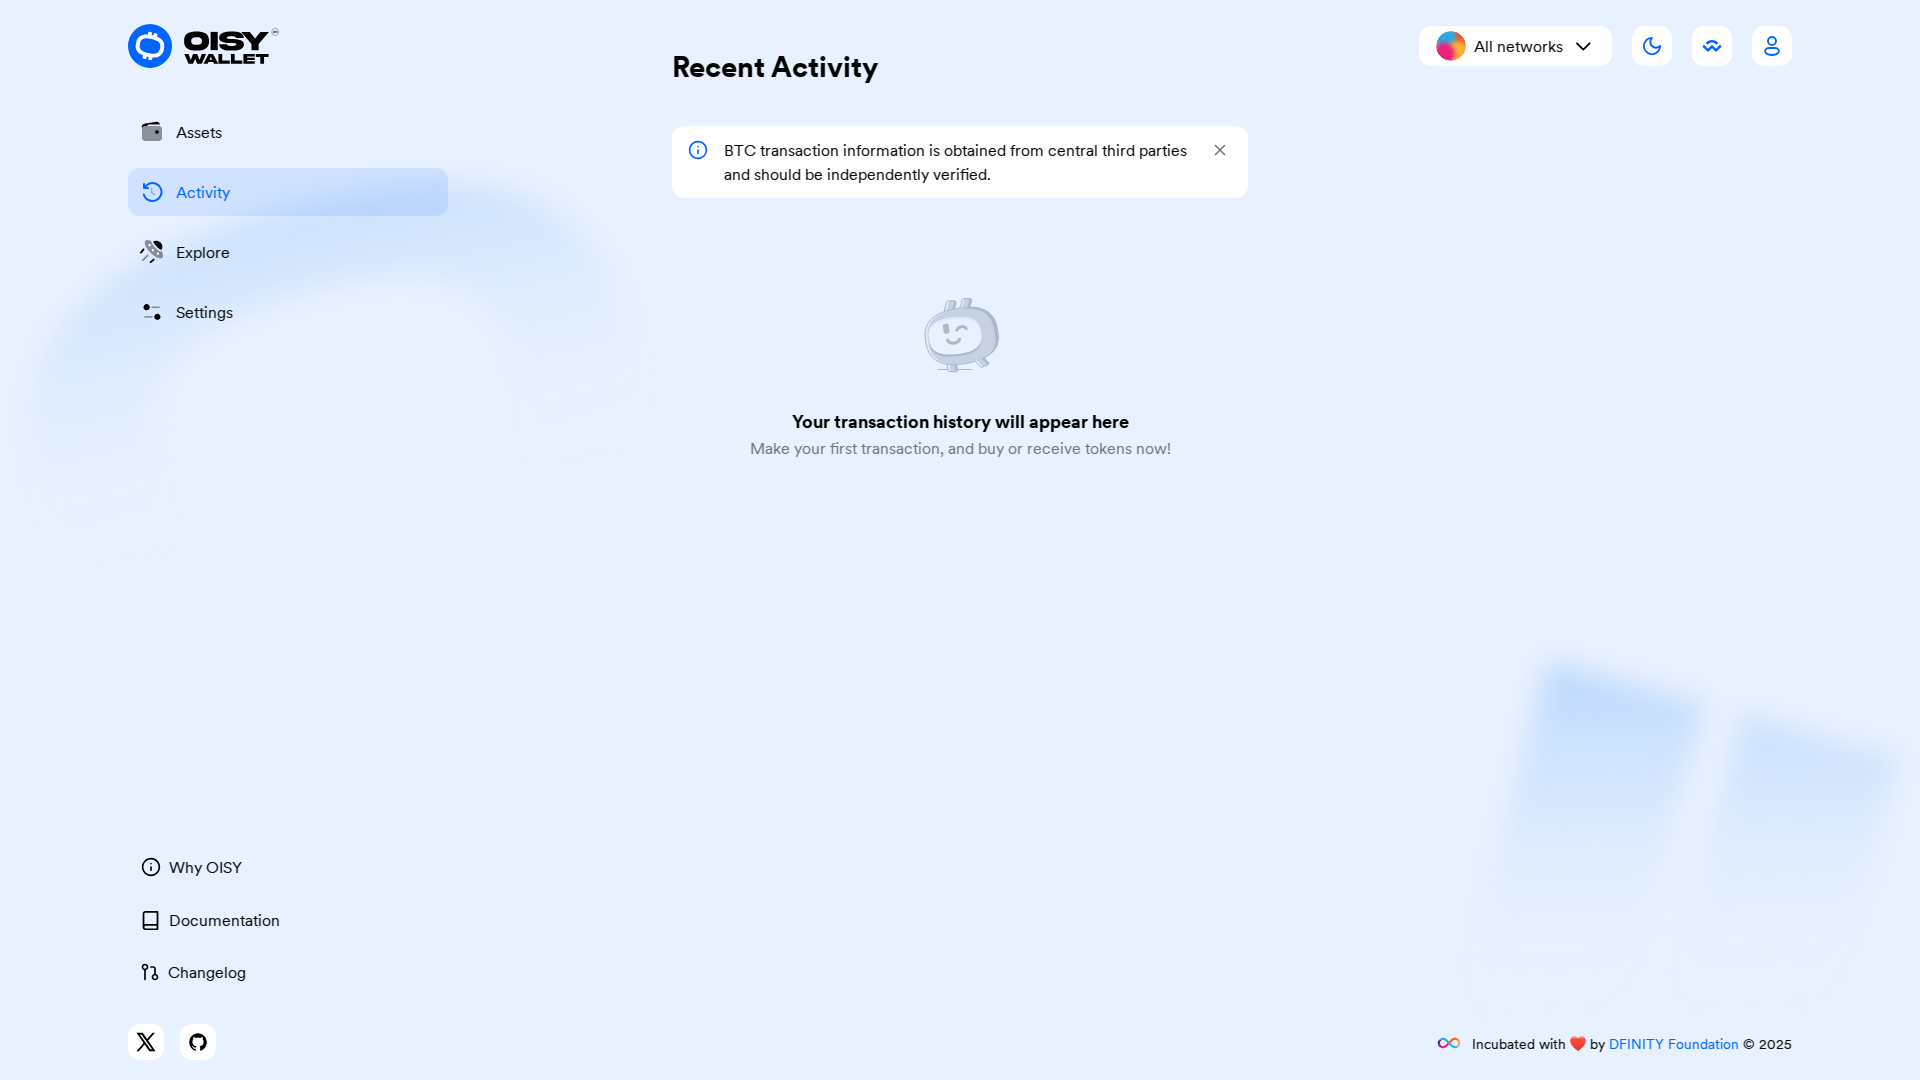 OISY
WALLET
All networks
Recent Activity
Assets
Activity
Explore
Settings
BTC transaction information is obtained from central third parties
and should be independently verified.
Your transaction history will appear here
Make your first transaction, and buy or receive tokens now!
Why OISY
Documentation
Changelog
Incubated with ❤️ by DFINITY Foundation © 2025